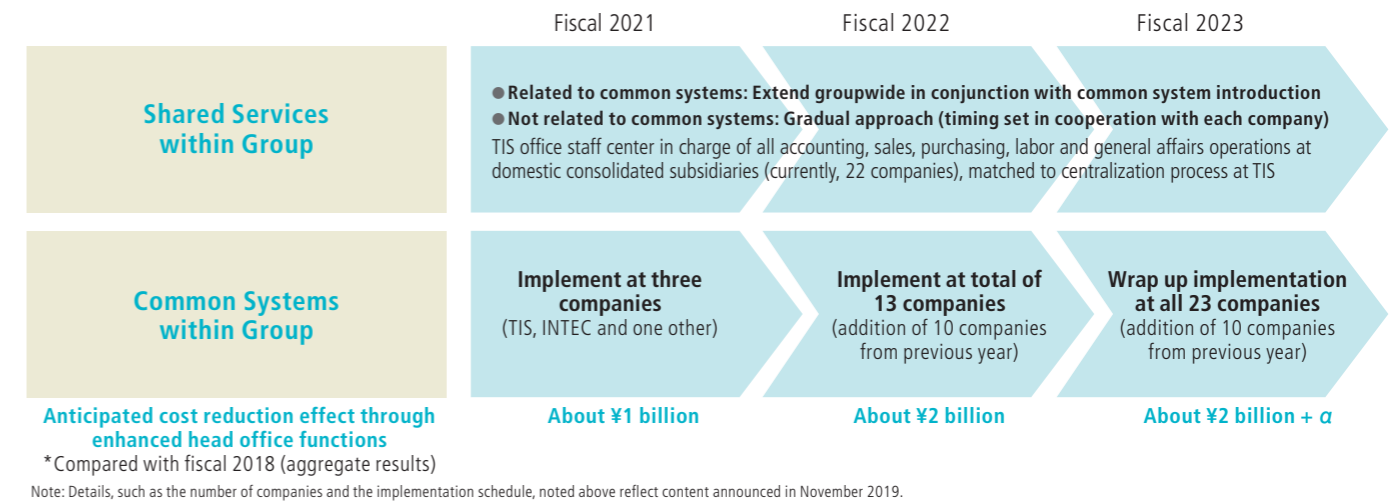 Fiscal 2021
Fiscal 2022
Fiscal 2023
Shared Services
within Group
● Related to common systems: Extend groupwide in conjunction with common system introduction
● Not related to common systems: Gradual approach (timing set in cooperation with each company)
TIS office staff center in charge of all accounting, sales, purchasing, labor and general affairs operations at
domestic consolidated subsidiaries (currently, 22 companies), matched to centralization process at TIS
Common Systems
within Group
Implement at three
companies
(TIS, INTEC and one other)
Implement at total of
13 companies
(addition of 10 companies
from previous year)
Wrap up implementation
at all 23 companies
(addition of 10 companies
from previous year)
Anticipated cost reduction effect through
enhanced head office functions
*Compared with fiscal 2018 (aggregate results)
About ¥1 billion
About ¥2 billion
About ¥2 billion + α
Note: Details, such as the number of companies and the implementation schedule, noted above reflect content announced in November 2019.